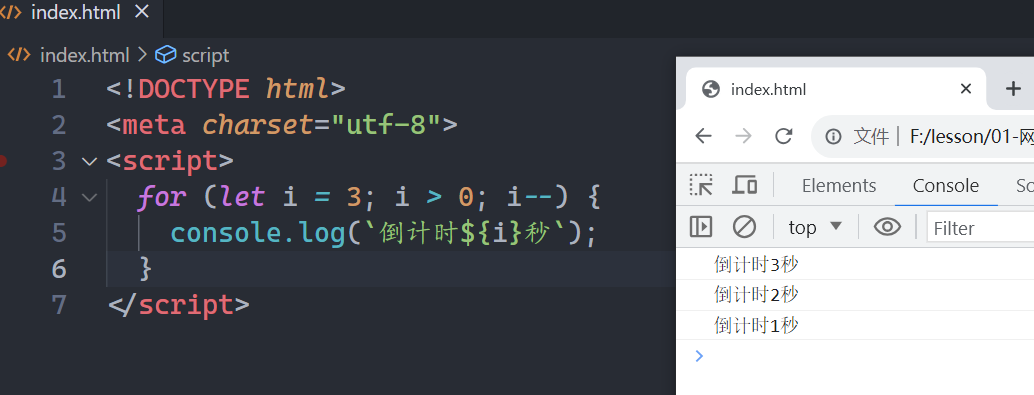 index.html
index.html > script
1 <!DOCTYPE html>
2 <meta charset="utf-8">
3 <script>
4 for (let i = 3; i > 0; i--) {
5 console.log(`倒计时${i}秒`);
6 }
7 </script>
index.html
文件 | F:/lesson/01-网
Elements Console
top Filter
倒计时3秒
倒计时2秒
倒计时1秒